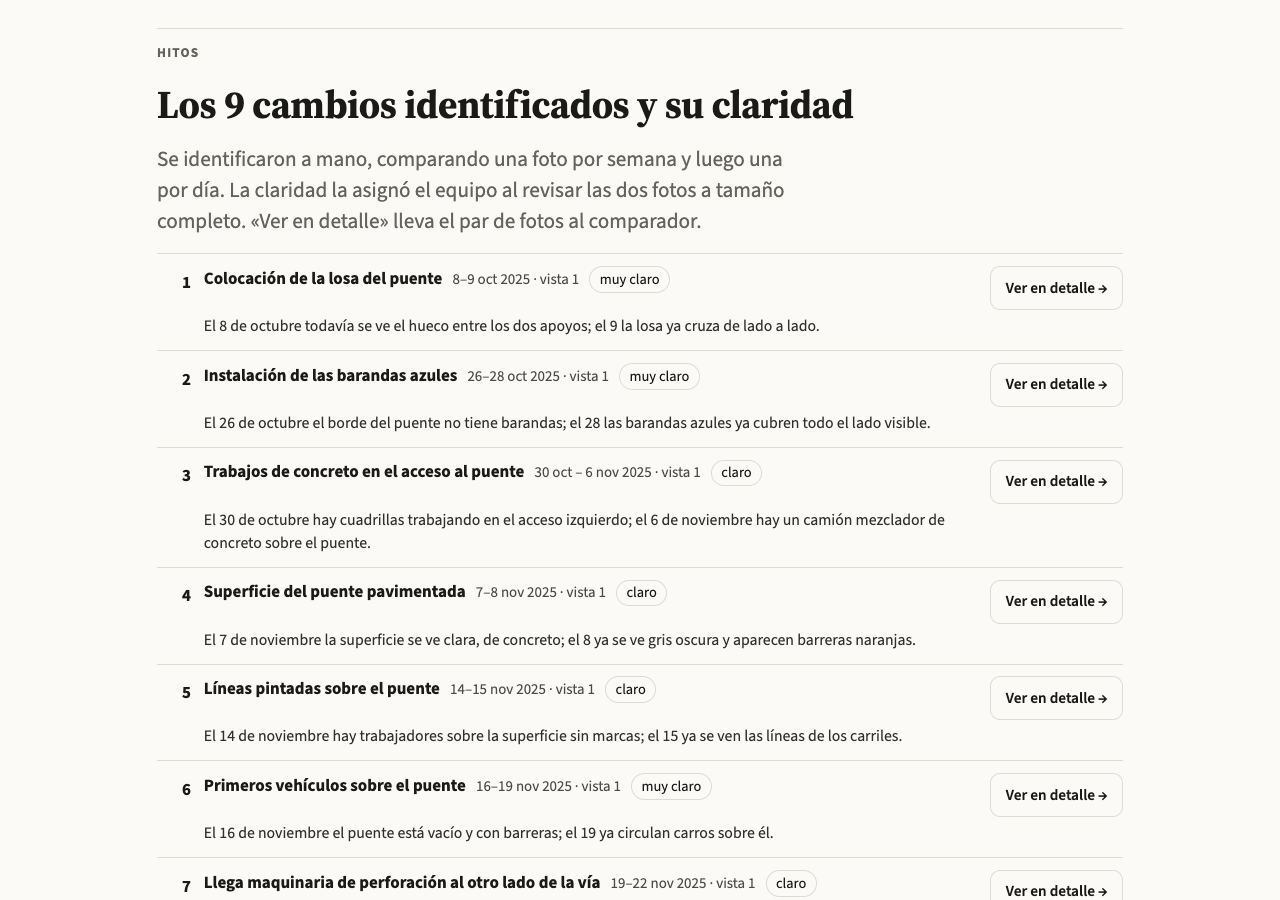 HITOS
Los 9 cambios identificados y su claridad
Se identificaron a mano, comparando una foto por semana y luego una
por día. La claridad la asignó el equipo al revisar las dos fotos a tamaño
completo. «Ver en detalle» lleva el par de fotos al comparador.
1 Colocación de la losa del puente 8–9 oct 2025 · vista 1 muy claro Ver en detalle →
El 8 de octubre todavía se ve el hueco entre los dos apoyos; el 9 la losa ya cruza de lado a lado.
2 Instalación de las barandas azules 26–28 oct 2025 · vista 1 muy claro Ver en detalle →
El 26 de octubre el borde del puente no tiene barandas; el 28 las barandas azules ya cubren todo el lado visible.
3 Trabajos de concreto en el acceso al puente 30 oct – 6 nov 2025 · vista 1 claro Ver en detalle →
El 30 de octubre hay cuadrillas trabajando en el acceso izquierdo; el 6 de noviembre hay un camión mezclador de
concreto sobre el puente.
4 Superficie del puente pavimentada 7–8 nov 2025 · vista 1 claro Ver en detalle →
El 7 de noviembre la superficie se ve clara, de concreto; el 8 ya se ve gris oscura y aparecen barreras naranjas.
5 Líneas pintadas sobre el puente 14–15 nov 2025 · vista 1 claro Ver en detalle →
El 14 de noviembre hay trabajadores sobre la superficie sin marcas; el 15 ya se ven las líneas de los carriles.
6 Primeros vehículos sobre el puente 16–19 nov 2025 · vista 1 muy claro Ver en detalle →
El 16 de noviembre el puente está vacío y con barreras; el 19 ya circulan carros sobre él.
7 Llega maquinaria de perforación al otro lado de la vía 19–22 nov 2025 · vista 1 claro Ver en detalle →